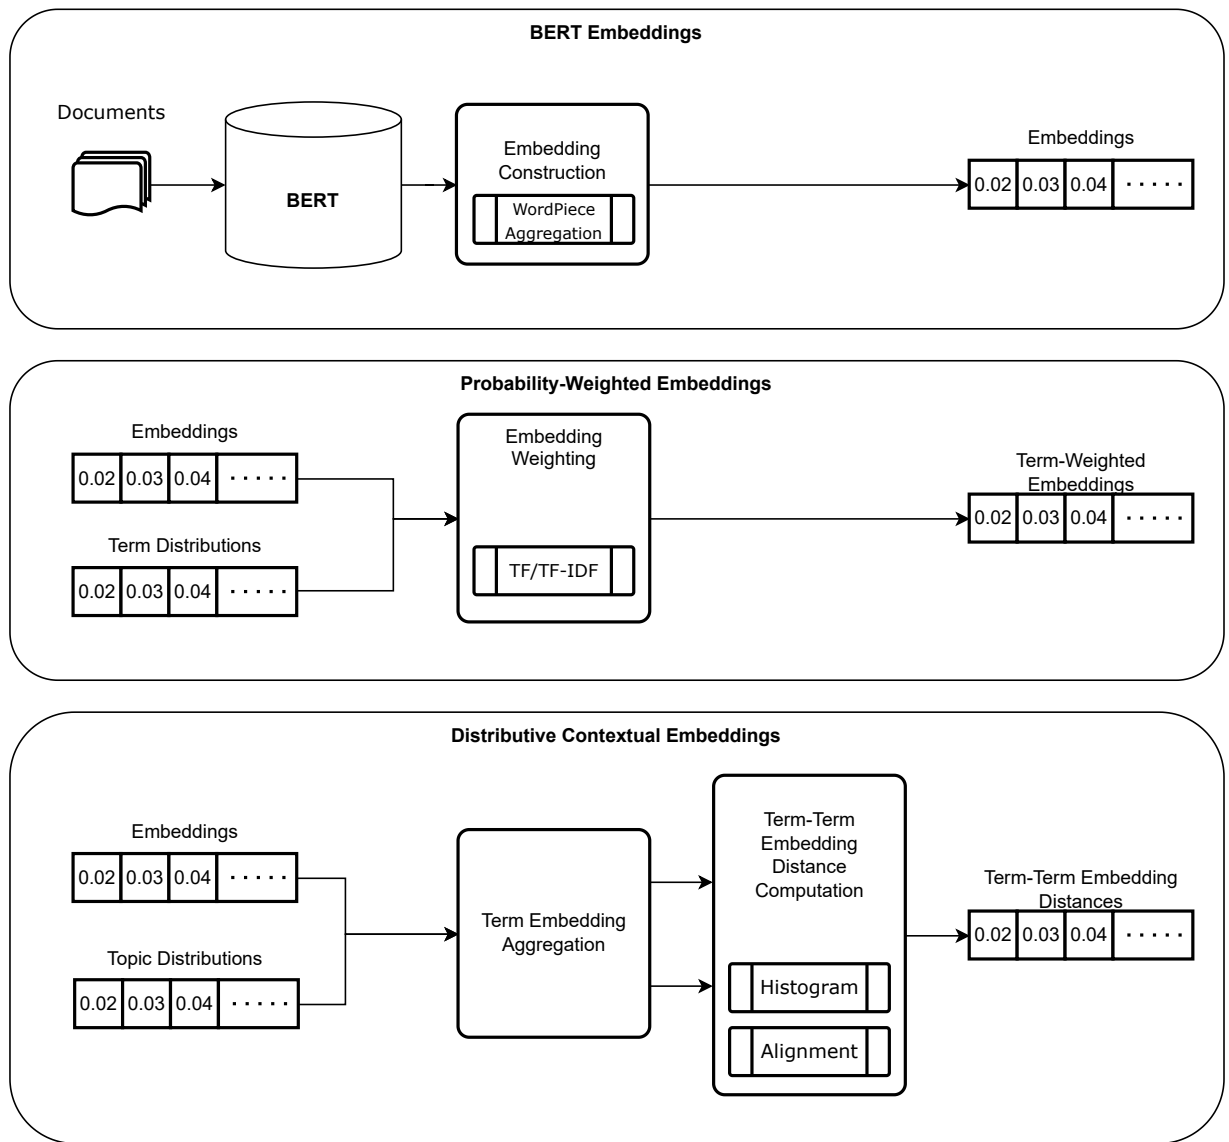 BERT Embeddings
Documents
BERT
Embedding
Construction
WordPiece
Aggregation
Embeddings
0.02 0.03 0.04 . . . . .
Probability-Weighted Embeddings
Embeddings
0.02 0.03 0.04 . . . . .
Term Distributions
0.02 0.03 0.04 . . . . .
Embedding
Weighting
TF/TF-IDF
Term-Weighted
Embeddings
0.02 0.03 0.04 . . . . .
Distributive Contextual Embeddings
Embeddings
0.02 0.03 0.04 . . . . .
Topic Distributions
0.02 0.03 0.04 . . . . .
Term Embedding
Aggregation
Term-Term
Embedding
Distance
Computation
Histogram
Alignment
Term-Term Embedding
Distances
0.02 0.03 0.04 . . . . .